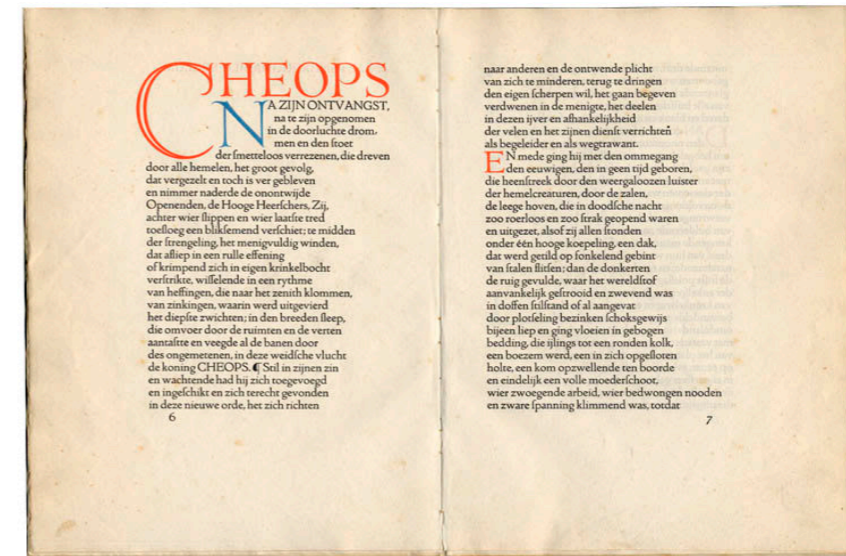 CHEOPS
NA ZIJN ONTVANGST,
na te zijn opgenomen
in de doorluchte drom,
men en den ſtoet
der ſmetteloos verrezenen, die dreven
door alle hemelen, het groot gevolg,
dat vergezelt en toch is ver gebleven
en nimmer naderde de onontwijde
Openenden, de Hooge Heerſchers, Zij,
achter wier ſlippen en wier laatſte tred
toeſloeg een blikſemend verſchiet; te midden
der ſtrengeling, het menigvuldig winden,
dat afliep in een rulle effening
of krimpend zich in eigen krinkelbocht
verſtrikte, wiſſelende in een rythme
van heffingen, die naar het zenith klommen,
van zinkingen, waarin werd uitgevierd
het diepſte zwichten; in den breeden ſleep,
die omvoer door de ruimten en de verten
aantaſtte en veegde al de banen door
des ongemetenen, in deze weidſche vlucht
de koning CHEOPS. ¶ Stil in zijnen zin
en wachtende had hij zich toegevoegd
en ingeſchikt en zich terecht gevonden
in deze nieuwe orde, het zich richten
6
naar anderen en de ontwende plicht
van zich te minderen, terug te dringen
den eigen ſcherpen wil, het gaan begeven
verdwenen in de menigte, het deelen
in dezen ijver en afhankelijkheid
der velen en het zijnen dienſt verrichten
als begeleider en als wegtrawant.
EN mede ging hij met den ommegang
den eeuwigen, den in geen tijd geboren,
die heenſtreek door den weergaloozen luister
der hemelcreaturen, door de zalen,
de leege hoven, die in doodſche nacht
zoo roerloos en zoo ſtrak geopend waren
en uitgezet, alsof zij allen ſtonden
onder één hooge koepeling, een dak,
dat werd getild op fonkelend gebint
van ſtalen flitſen; dan de donkerten
de ruig gevulde, waar het wereldſtof
aanvankelijk geſtrooid en zwevend was
in doffen ſtilſtand of al aangevat
door plotſeling bezinken ſchoksgewijs
bijeen liep en ging vloeien in gebogen
bedding, die ijlings tot een ronden kolk,
een boezem werd, een in zich opgeſloten
holte, een kom opzwellende ten boorde
en eindelijk een volle moederſchoot,
wier zwoegende arbeid, wier bedwongen nooden
en zware ſpanning klimmend was, totdat
7